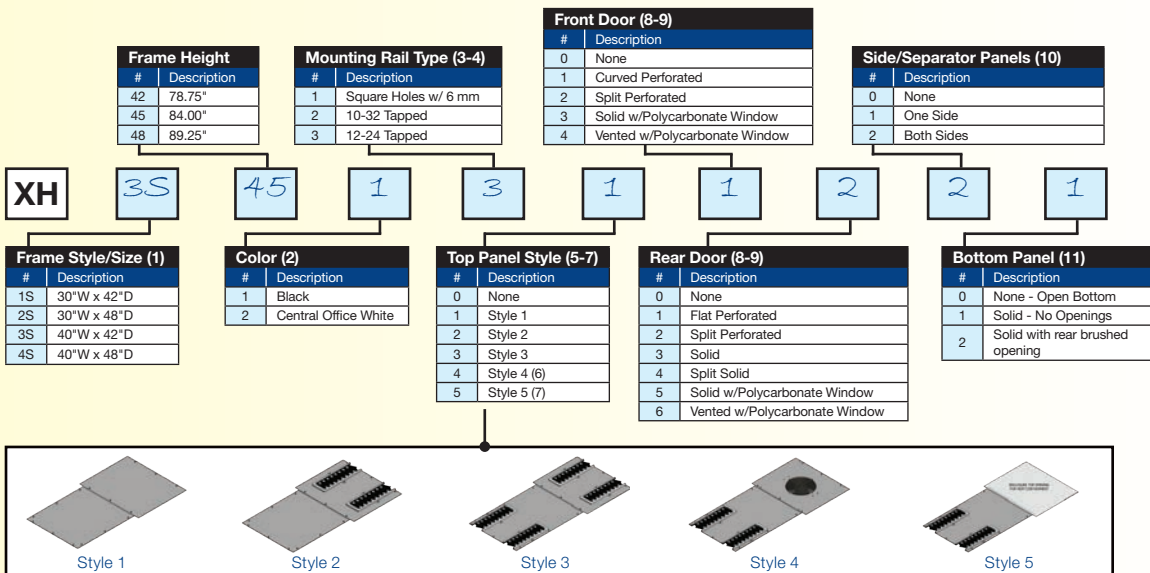 Front Door (8-9)
# Description
0 None
1 Curved Perforated
2 Split Perforated
3 Solid w/Polycarbonate Window
4 Vented w/Polycarbonate Window
Frame Height
# Description
42 78.75"
45 84.00"
48 89.25"
Mounting Rail Type (3-4)
# Description
1 Square Holes w/ 6 mm
2 10-32 Tapped
3 12-24 Tapped
Side/Separator Panels (10)
# Description
0 None
1 One Side
2 Both Sides
XH 3S 45 1 3 1 1 2 2 1
Frame Style/Size (1)
# Description
1S 30"W x 42"D
2S 30"W x 48"D
3S 40"W x 42"D
4S 40"W x 48"D
Color (2)
# Description
1 Black
2 Central Office White
Top Panel Style (5-7)
# Description
0 None
1 Style 1
2 Style 2
3 Style 3
4 Style 4 (6)
5 Style 5 (7)
Rear Door (8-9)
# Description
0 None
1 Flat Perforated
2 Split Perforated
3 Solid
4 Split Solid
5 Solid w/Polycarbonate Window
6 Vented w/Polycarbonate Window
Bottom Panel (11)
# Description
0 None - Open Bottom
1 Solid - No Openings
2 Solid with rear brushed
opening
Style 1
Style 2
Style 3
Style 4
Style 5